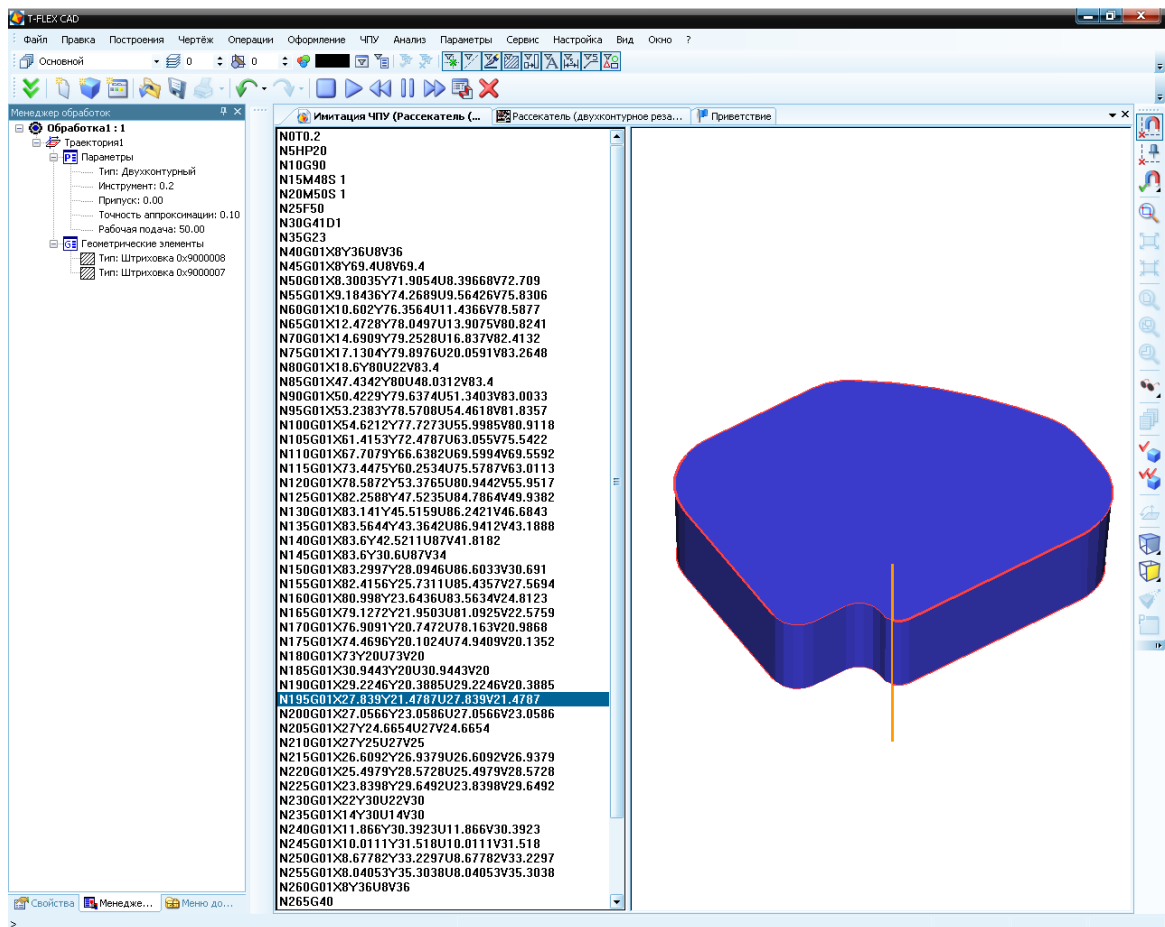 T-FLEX CAD
Файл Правка Построения Чертёж Операции Оформление ЧПУ Анализ Параметры Сервис Настройка Вид Окно ?
Основной 0 0
Менеджер обработок
Имитация ЧПУ (Рассекатель (... Рассекатель (двухконтурное реза... Приветствие
Обработка1 : 1
Траектория1
Параметры
Тип: Двухконтурный
Инструмент: 0.2
Припуск: 0.00
Точность аппроксимации: 0.10
Рабочая подача: 50.00
Геометрические элементы
Тип: Штриховка 0x9000008
Тип: Штриховка 0x9000007
N0T0.2
N5HP20
N10G90
N15M48S 1
N20M50S 1
N25F50
N30G41D1
N35G23
N40G01X8Y36U8V36
N45G01X8Y69.4U8V69.4
N50G01X8.30035Y71.9054U8.39668V72.709
N55G01X9.18436Y74.2689U9.56426V75.8306
N60G01X10.602Y76.3564U11.4366V78.5877
N65G01X12.4728Y78.0497U13.9075V80.8241
N70G01X14.6909Y79.2528U16.837V82.4132
N75G01X17.1304Y79.8976U20.0591V83.2648
N80G01X18.6Y80U22V83.4
N85G01X47.4342Y80U48.0312V83.4
N90G01X50.4229Y79.6374U51.3403V83.0033
N95G01X53.2383Y78.5708U54.4618V81.8357
N100G01X54.6212Y77.7273U55.9985V80.9118
N105G01X61.4153Y72.4787U63.055V75.5422
N110G01X67.7079Y66.6382U69.5994V69.5592
N115G01X73.4475Y60.2534U75.5787V63.0113
N120G01X78.5872Y53.3765U80.9442V55.9517
N125G01X82.2588Y47.5235U84.7864V49.9382
N130G01X83.141Y45.5159U86.2421V46.6843
N135G01X83.5644Y43.3642U86.9412V43.1888
N140G01X83.6Y42.5211U87V41.8182
N145G01X83.6Y30.6U87V34
N150G01X83.2997Y28.0946U86.6033V30.691
N155G01X82.4156Y25.7311U85.4357V27.5694
N160G01X80.998Y23.6436U83.5634V24.8123
N165G01X79.1272Y21.9503U81.0925V22.5759
N170G01X76.9091Y20.7472U78.163V20.9868
N175G01X74.4696Y20.1024U74.9409V20.1352
N180G01X73Y20U73V20
N185G01X30.9443Y20U30.9443V20
N190G01X29.2246Y20.3885U29.2246V20.3885
N195G01X27.839Y21.4787U27.839V21.4787
N200G01X27.0566Y23.0586U27.0566V23.0586
N205G01X27Y24.6654U27V24.6654
N210G01X27Y25U27V25
N215G01X26.6092Y26.9379U26.6092V26.9379
N220G01X25.4979Y28.5728U25.4979V28.5728
N225G01X23.8398Y29.6492U23.8398V29.6492
N230G01X22Y30U22V30
N235G01X14Y30U14V30
N240G01X11.866Y30.3923U11.866V30.3923
N245G01X10.0111Y31.518U10.0111V31.518
N250G01X8.67782Y33.2297U8.67782V33.2297
N255G01X8.04053Y35.3038U8.04053V35.3038
N260G01X8Y36U8V36
N265G40
Свойства Менедже... Меню до...
>